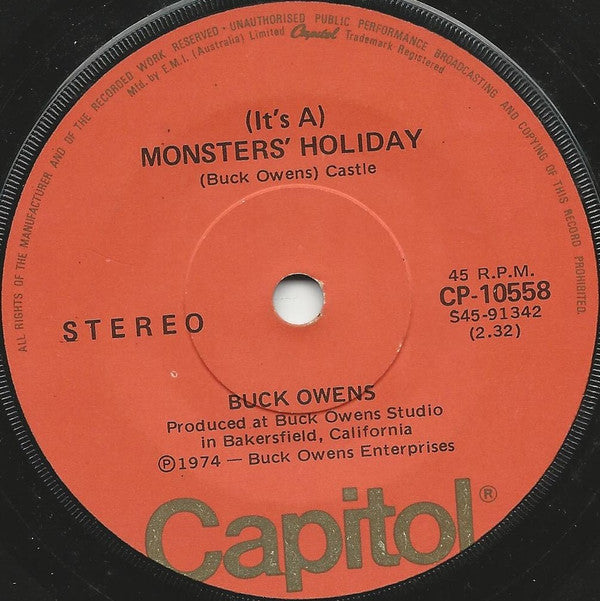 ALL RIGHTS OF THE MANUFACTURER AND OF THE RECORDED WORK RESERVED · UNAUTHORISED PUBLIC PERFORMANCE BROADCASTING AND COPYING OF THIS RECORD PROHIBITED.
Mfd. by E.M.I. (Australia) Limited Capitol Trademark Registered
(It's A)
MONSTERS' HOLIDAY
(Buck Owens) Castle
45 R.P.M.
CP-10558
S45-91342
(2.32)
STEREO
BUCK OWENS
Produced at Buck Owens Studio
in Bakersfield, California
℗1974 — Buck Owens Enterprises
Capitol®